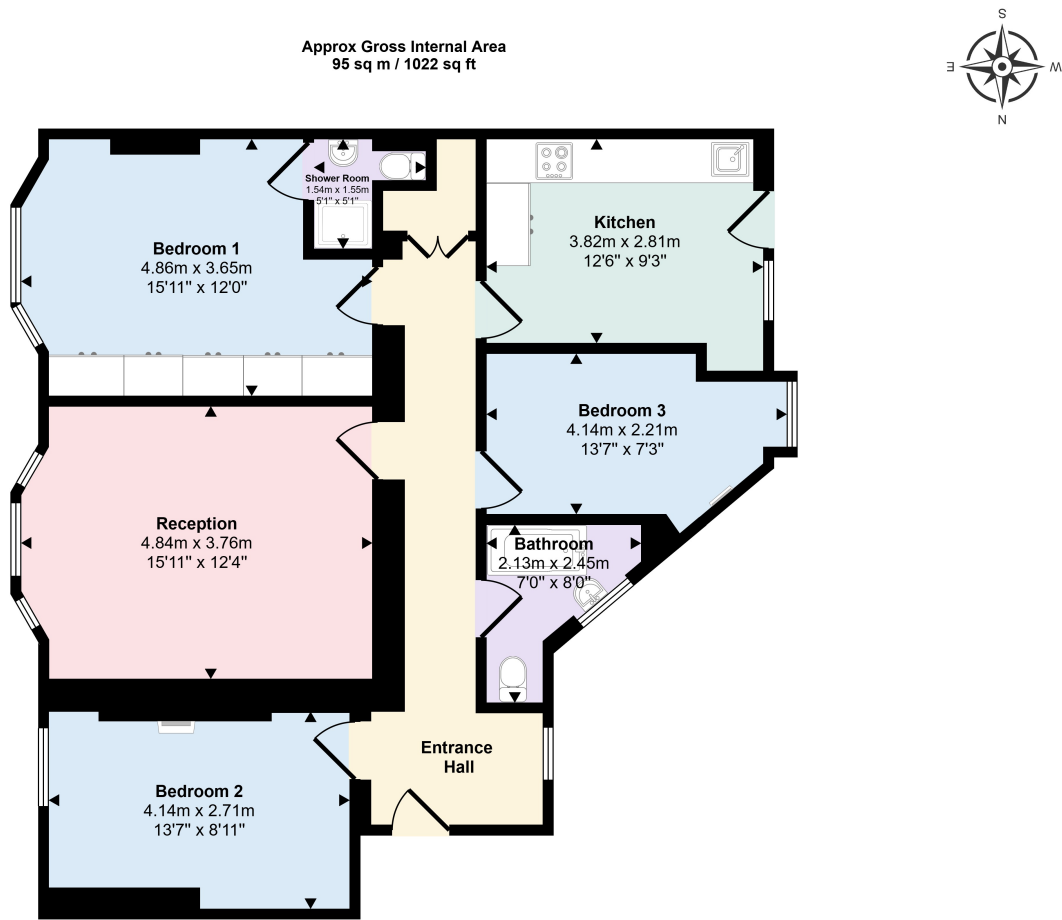 Approx Gross Internal Area
95 sq m / 1022 sq ft
S
E
W
N
Shower Room
1.54m x 1.55m
5'1" x 5'1"
Bedroom 1
4.86m x 3.65m
15'11" x 12'0"
Kitchen
3.82m x 2.81m
12'6" x 9'3"
Bedroom 3
4.14m x 2.21m
13'7" x 7'3"
Reception
4.84m x 3.76m
15'11" x 12'4"
Bathroom
2.13m x 2.45m
7'0" x 8'0"
Entrance
Hall
Bedroom 2
4.14m x 2.71m
13'7" x 8'11"